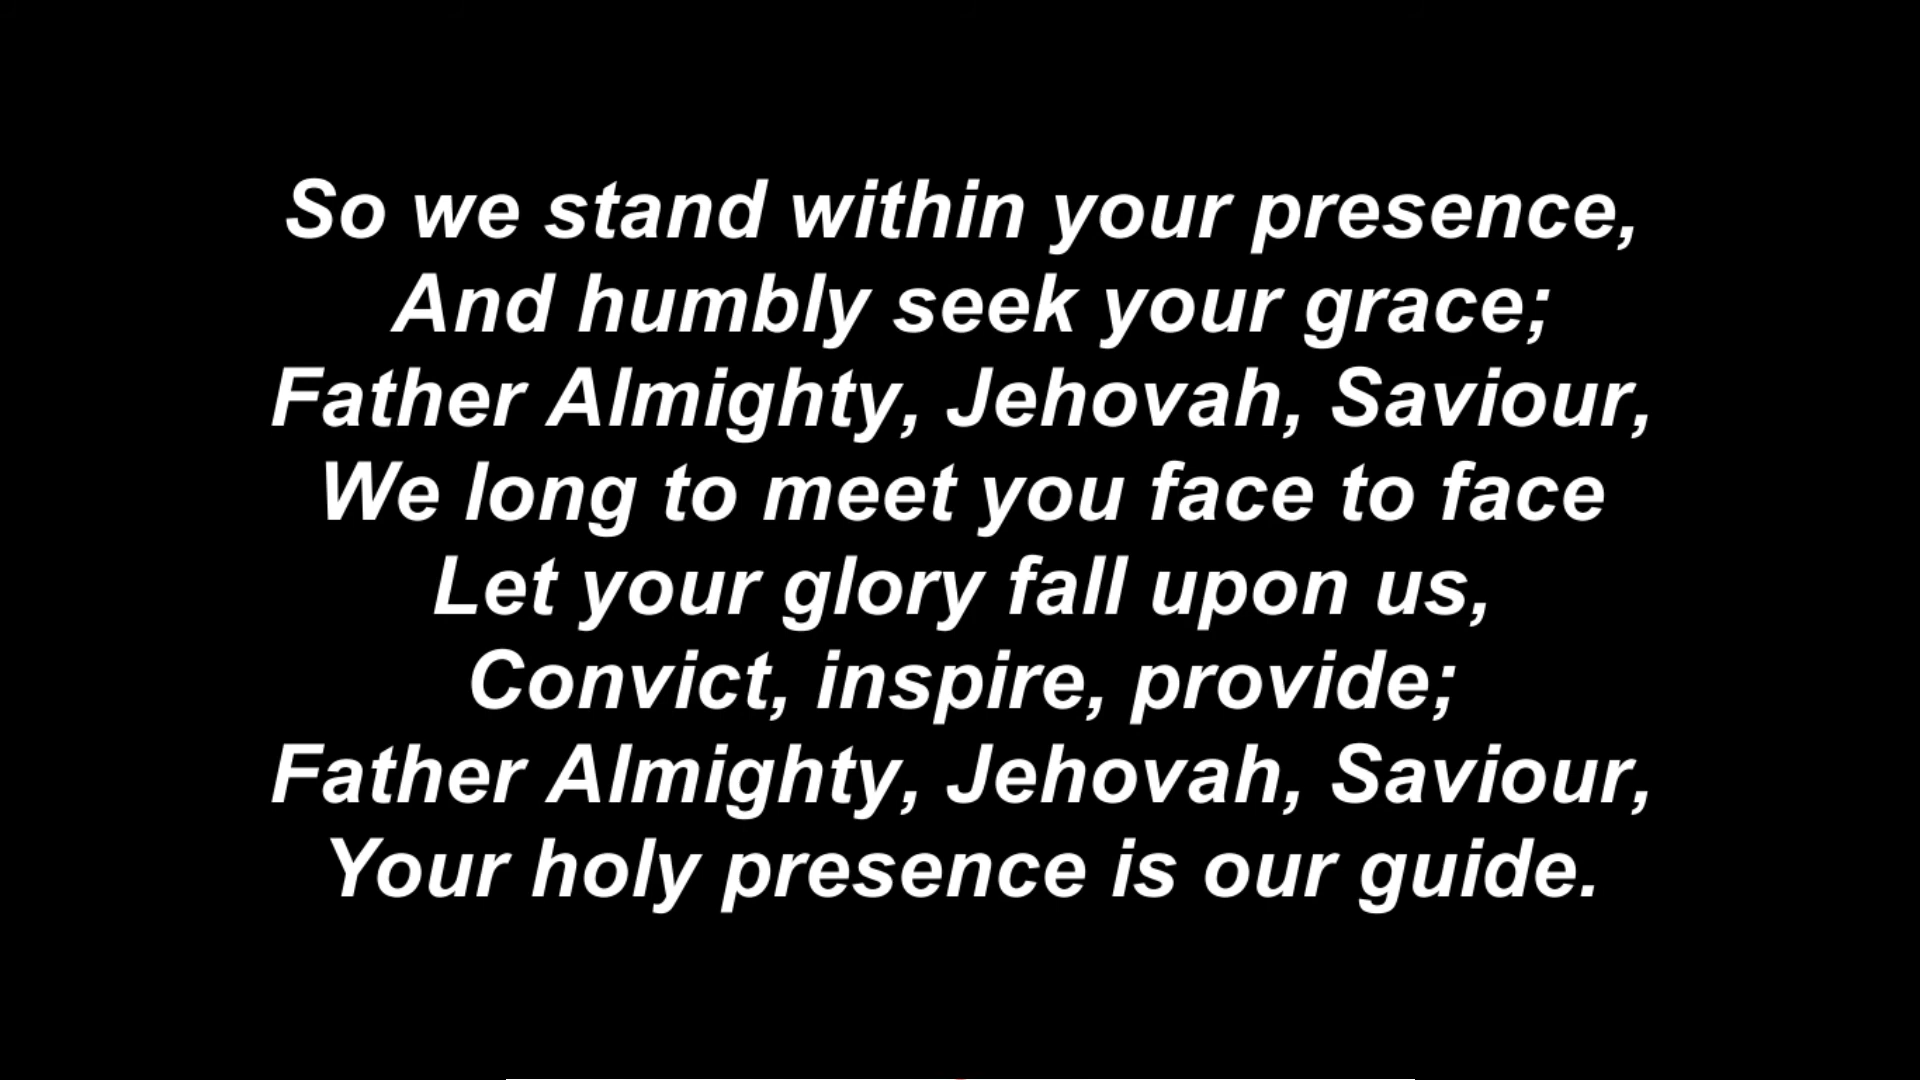 So we stand within your presence,
And humbly seek your grace;
Father Almighty, Jehovah, Saviour,
We long to meet you face to face
Let your glory fall upon us,
Convict, inspire, provide;
Father Almighty, Jehovah, Saviour,
Your holy presence is our guide.